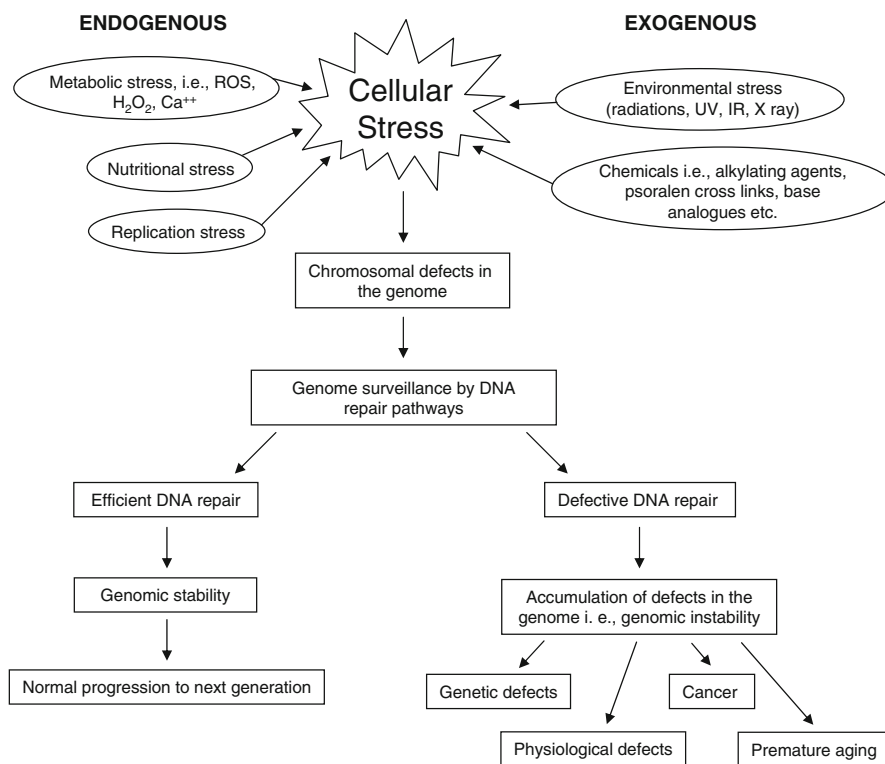 ENDOGENOUS
EXOGENOUS
Metabolic stress, i.e., ROS,
H₂O₂, Ca⁺⁺
Nutritional stress
Replication stress
Cellular
Stress
Environmental stress
(radiations, UV, IR, X ray)
Chemicals i.e., alkylating agents,
psoralen cross links, base
analogues etc.
Chromosomal defects in
the genome
Genome surveillance by DNA
repair pathways
Efficient DNA repair
Defective DNA repair
Genomic stability
Accumulation of defects in the
genome i. e., genomic instability
Normal progression to next generation
Genetic defects
Cancer
Physiological defects
Premature aging